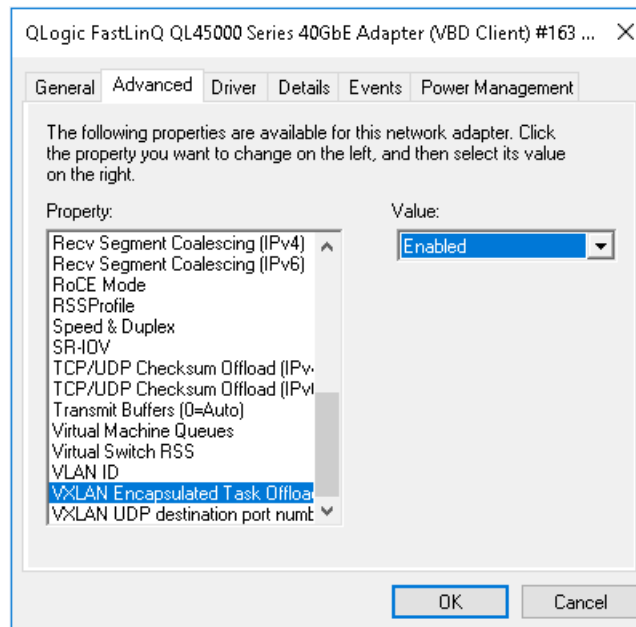 QLogic FastLinQ QL45000 Series 40GbE Adapter (VBD Client) #163 ...
General Advanced Driver Details Events Power Management
The following properties are available for this network adapter. Click
the property you want to change on the left, and then select its value
on the right.
Property:
Value:
Recv Segment Coalescing (IPv4)
Enabled
Recv Segment Coalescing (IPv6)
RoCE Mode
RSSProfile
Speed & Duplex
SR-IOV
TCP/UDP Checksum Offload (IPv
TCP/UDP Checksum Offload (IPv
Transmit Buffers (0=Auto)
Virtual Machine Queues
Virtual Switch RSS
VLAN ID
VXLAN Encapsulated Task Offload
VXLAN UDP destination port numb
OK Cancel